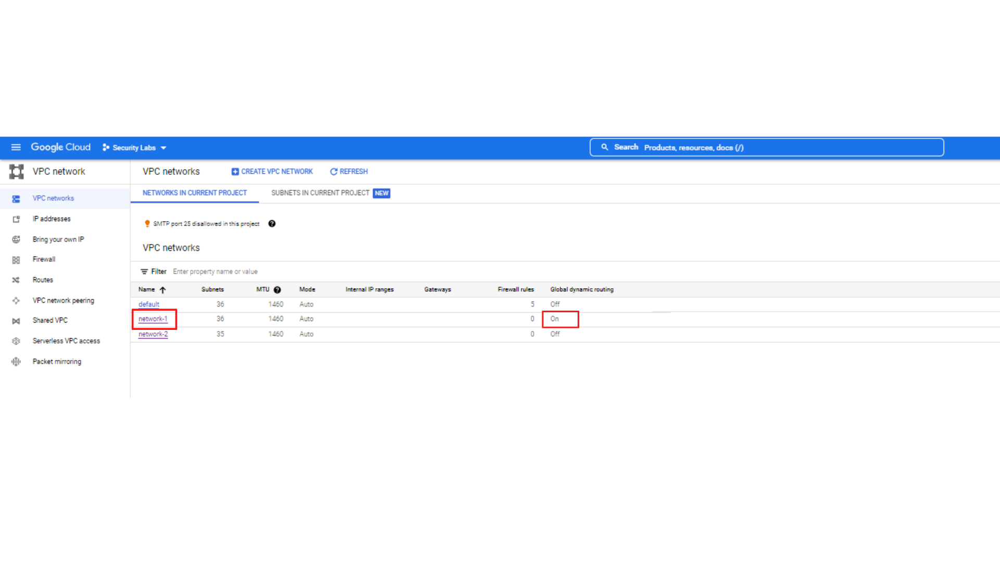 Google Cloud Security Labs Search Products, resources, docs (/)
VPC network
VPC networks
IP addresses
Bring your own IP
Firewall
Routes
VPC network peering
Shared VPC
Serverless VPC access
Packet mirroring
VPC networks CREATE VPC NETWORK REFRESH
NETWORKS IN CURRENT PROJECT SUBNETS IN CURRENT PROJECT NEW
SMTP port 25 disallowed in this project
VPC networks
Filter Enter property name or value
Name Subnets MTU Mode Internal IP ranges Gateways Firewall rules Global dynamic routing
default 36 1460 Auto 5 Off
network-1 36 1460 Auto 0 On
network-2 35 1460 Auto 0 Off